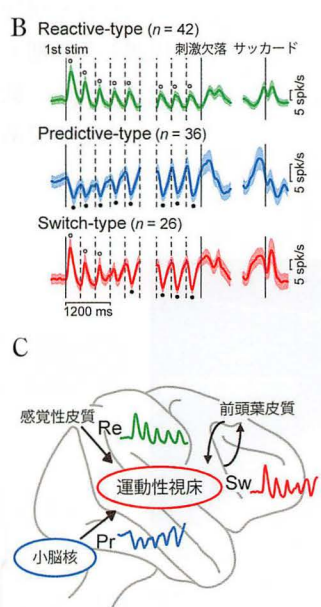 B
Reactive-type (n = 42)
1st stim 刺激欠落 サッカード
5 spk/s
Predictive-type (n = 36)
5 spk/s
Switch-type (n = 26)
5 spk/s
1200 ms
C
感覚性皮質
前頭葉皮質
Re
運動性視床
Sw
小脳核
Pr